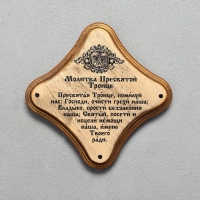 Молитва Пресвятой
Троице
Пресвятая Троице, помилуй
нас; Господи, очисти грехи наша;
Владыко, прости беззакония
наша; Святый, посети и
исцели немощи
наша, имене
Твоего
ради.